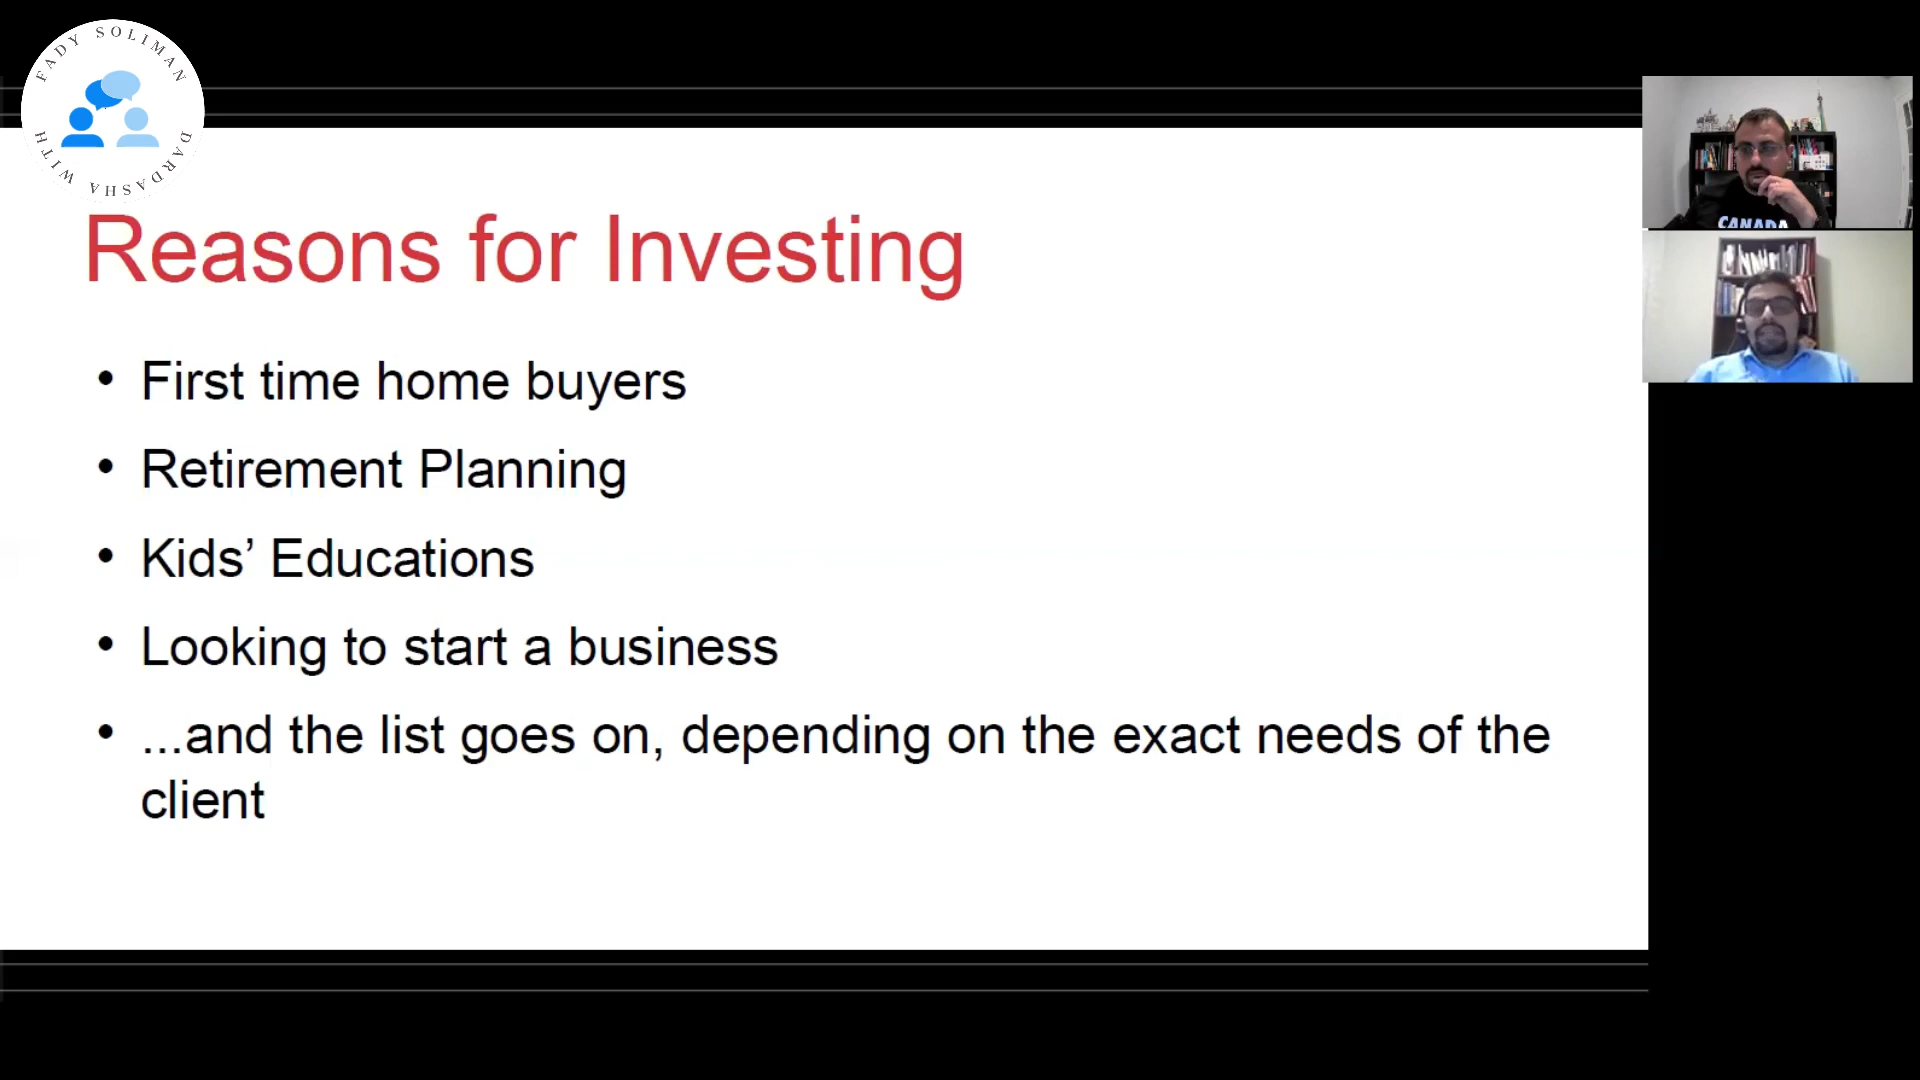 DARDASHA WITH
FADY SOLIMAN
CANADA
Reasons for Investing
• First time home buyers
• Retirement Planning
• Kids’ Educations
• Looking to start a business
• ...and the list goes on, depending on the exact needs of the
client